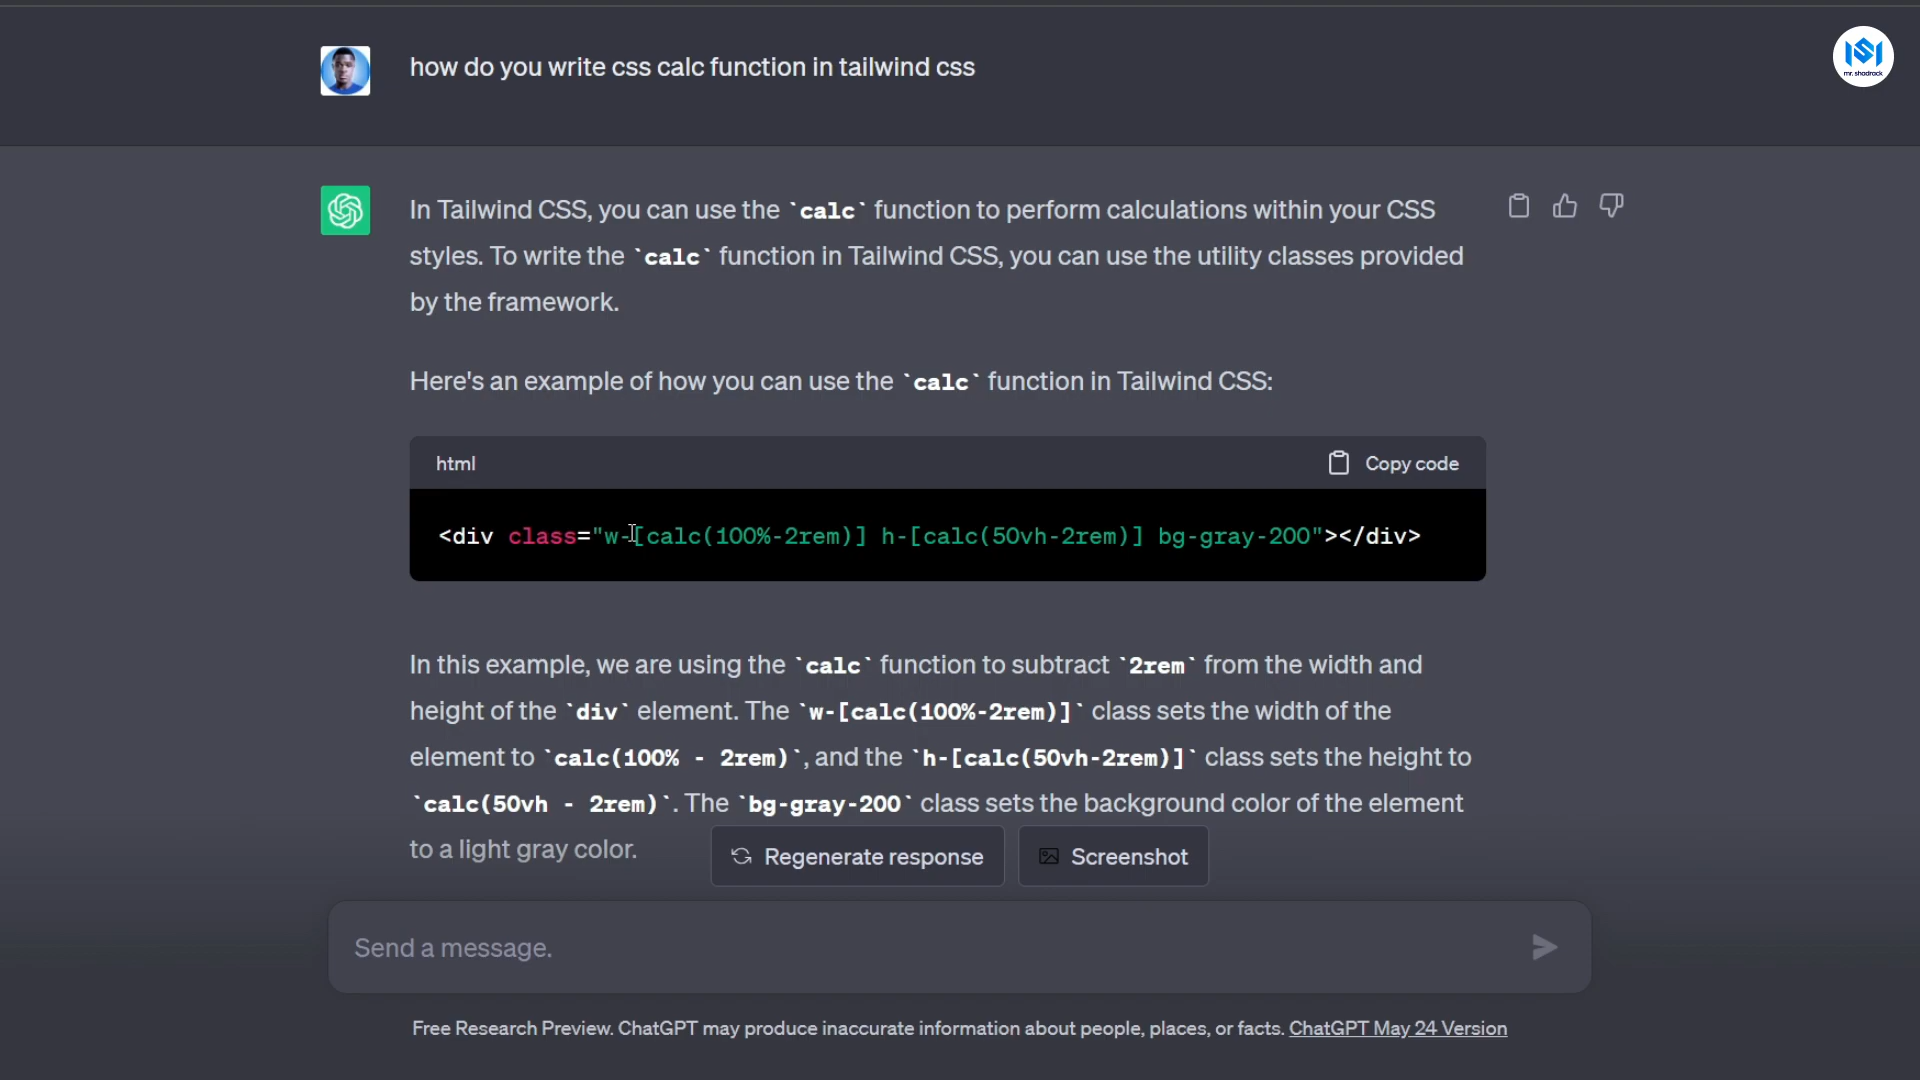 how do you write css calc function in tailwind css
mr. shadrack
In Tailwind CSS, you can use the `calc` function to perform calculations within your CSS
styles. To write the `calc` function in Tailwind CSS, you can use the utility classes provided
by the framework.
Here's an example of how you can use the `calc` function in Tailwind CSS:
html
Copy code
<div class="w-[calc(100%-2rem)] h-[calc(50vh-2rem)] bg-gray-200"></div>
In this example, we are using the `calc` function to subtract `2rem` from the width and
height of the `div` element. The `w-[calc(100%-2rem)]` class sets the width of the
element to `calc(100% - 2rem)`, and the `h-[calc(50vh-2rem)]` class sets the height to
`calc(50vh - 2rem)`. The `bg-gray-200` class sets the background color of the element
to a light gray color.
Regenerate response
Screenshot
Send a message.
Free Research Preview. ChatGPT may produce inaccurate information about people, places, or facts. ChatGPT May 24 Version